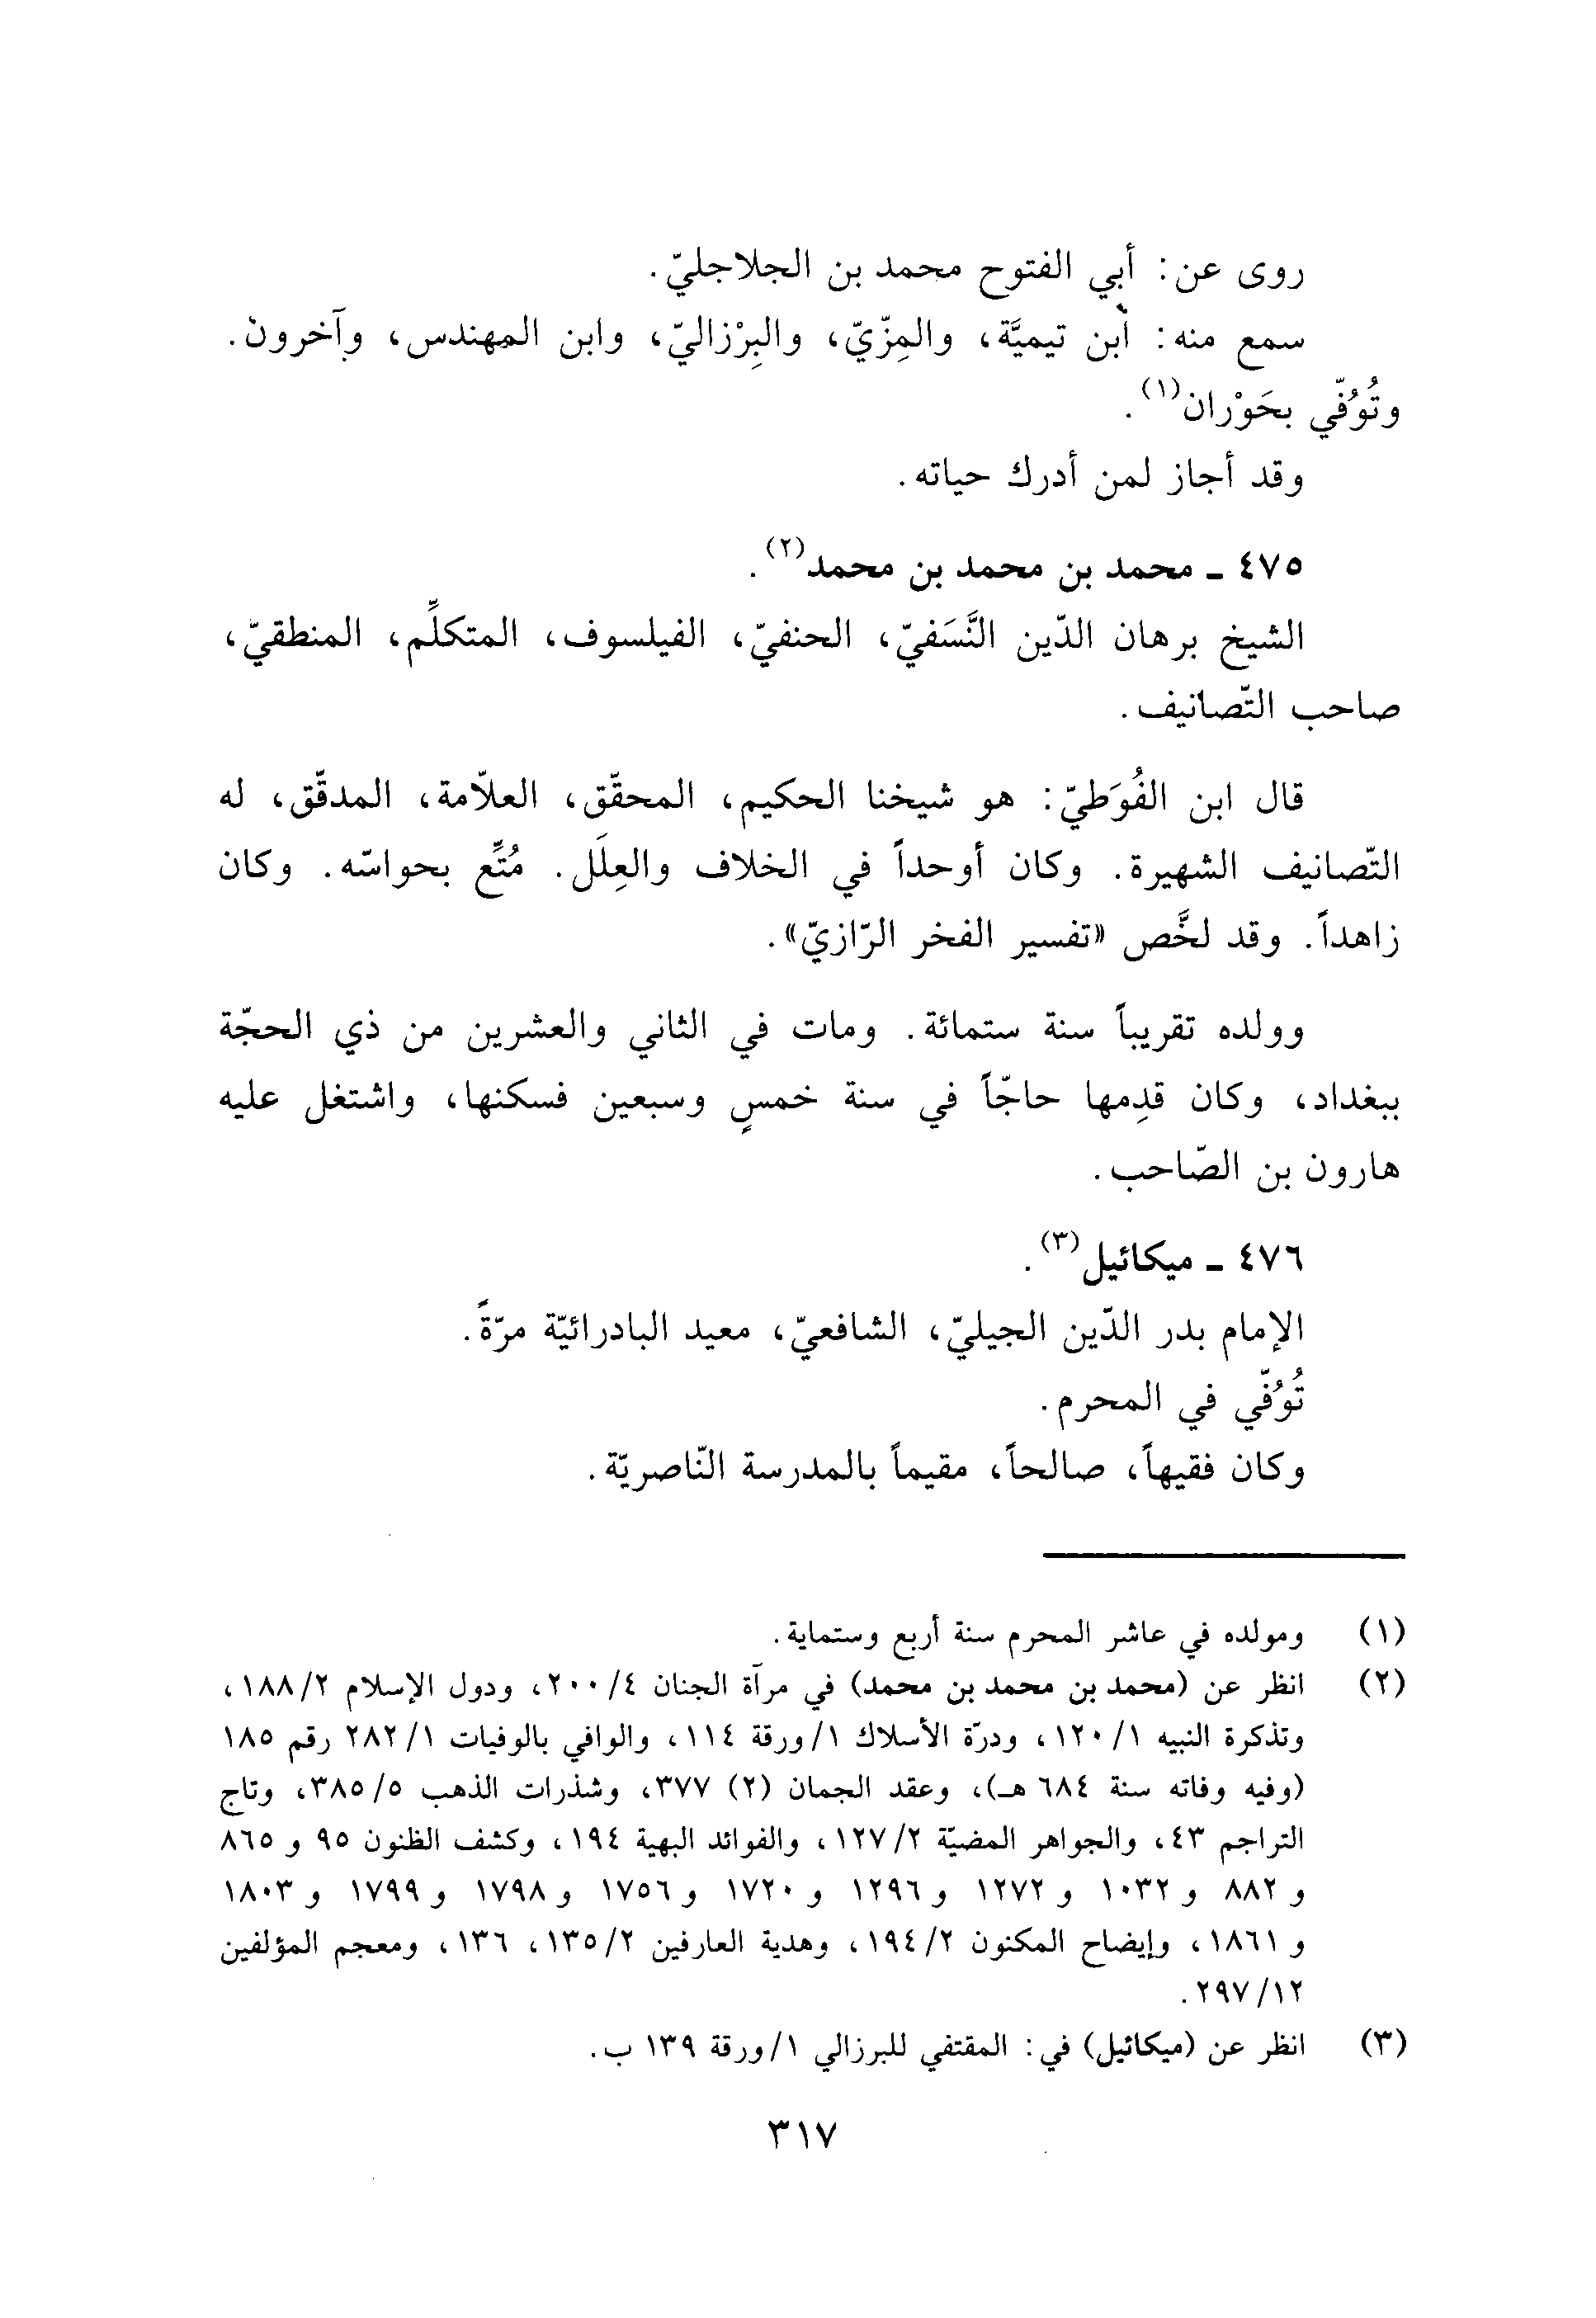 روى عن: أبي الفتوح محمد بن الجلاجليّ.
سمع منه: ابن تيميَّة، والمِزّيّ، والبِرْزاليّ، وابن المهندس، وآخرون.
وتُوُفّي بحَوْران(١).
وقد أجاز لمن أدرك حياته.
٤٧٥ - محمد بن محمد بن محمد(٢).
الشيخ برهان الدّين النَّسَفيّ، الحنفيّ، الفيلسوف، المتكلِّم، المنطقيّ،
صاحب التّصانيف.
قال ابن الفُوَطيّ: هو شيخنا الحكيم، المحقّق، العلاّمة، المدقّق، له
التّصانيف الشهيرة. وكان أوحداً في الخلاف والعِلَل. مُتِّع بحواسّه. وكان
زاهداً. وقد لخَّص «تفسير الفخر الرّازيّ».
وولده تقريباً سنة ستمائة. ومات في الثاني والعشرين من ذي الحجّة
ببغداد، وكان قدِمها حاجّاً في سنة خمسٍ وسبعين فسكنها، واشتغل عليه
هارون بن الصّاحب.
٤٧٦ - ميكائيل(٣).
الإمام بدر الدّين الجيليّ، الشافعيّ، معيد البادرائيّة مرّةً.
تُوُفّي في المحرم.
وكان فقيهاً، صالحاً، مقيماً بالمدرسة النّاصريّة.
(١) ومولده في عاشر المحرم سنة أربع وستماية.
(٢) انظر عن (محمد بن محمد بن محمد) في مرآة الجنان ٤/٢٠٠، ودول الإسلام ٢/١٨٨،
وتذكرة النبيه ١/١٢٠، ودرّة الأسلاك ١/ورقة ١١٤، والوافي بالوفيات ١/٢٨٢ رقم ١٨٥
(وفيه وفاته سنة ٦٨٤ هـ)، وعقد الجمان (٢) ٣٧٧، وشذرات الذهب ٥/٣٨٥، وتاج
التراجم ٤٣، والجواهر المضيّة ٢/١٢٧، والفوائد البهية ١٩٤، وكشف الظنون ٩٥ و ٨٦٥
و ٨٨٢ و ١٠٣٢ و ١٢٧٢ و ١٢٩٦ و ١٧٢٠ و ١٧٥٦ و ١٧٩٨ و ١٧٩٩ و ١٨٠٣
و ١٨٦١، وإيضاح المكنون ٢/١٩٤، وهدية العارفين ٢/١٣٥، ١٣٦، ومعجم المؤلفين
١٢/٢٩٧.
(٣) انظر عن (ميكائيل) في: المقتفي للبرزالي ١/ورقة ١٣٩ ب.
٣١٧